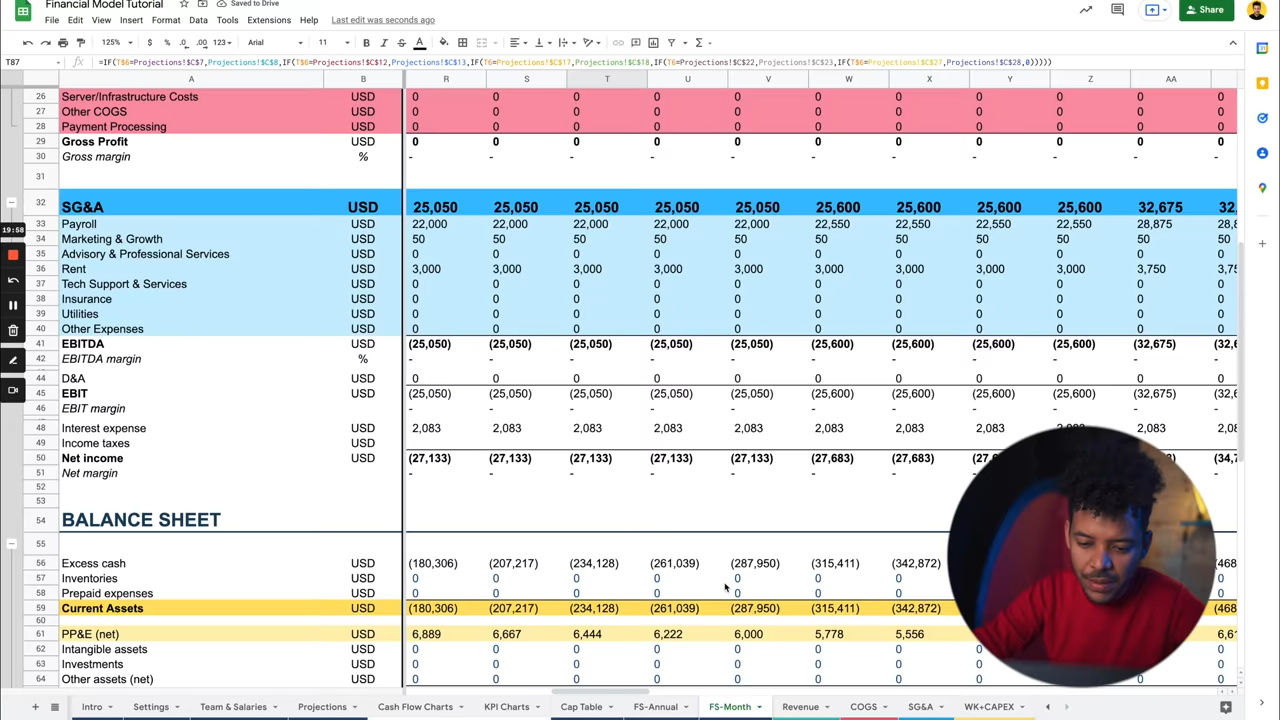 Financial Model Tutorial Saved to Drive
File Edit View Insert Format Data Tools Extensions Help Last edit was seconds ago
Share
125% $ % .0 .00 123 Arial 11 B I S A
T87 fx =IF(T$6=Projections!$C$7,Projections!$C$8,IF(T$6=Projections!$C$12,Projections!$C$13,IF(T$6=Projections!$C$17,Projections!$C$18,IF(T$6=Projections!$C$22,Projections!$C$23,IF(T$6=Projections!$C$27,Projections!$C$28,0)))))
A B R S T U V W X Y Z AA
26 Server/Infrastructure Costs USD 0 0 0 0 0 0 0 0 0 0 0
27 Other COGS USD 0 0 0 0 0 0 0 0 0 0 0
28 Payment Processing USD 0 0 0 0 0 0 0 0 0 0 0
29 Gross Profit USD 0 0 0 0 0 0 0 0 0 0 0
30 Gross margin % - - - - - - - - - - -
31
32 SG&A USD 25,050 25,050 25,050 25,050 25,050 25,600 25,600 25,600 25,600 32,675 32,
33 Payroll USD 22,000 22,000 22,000 22,000 22,000 22,550 22,550 22,550 22,550 28,875 28,8
34 Marketing & Growth USD 50 50 50 50 50 50 50 50 50 50 50
35 Advisory & Professional Services USD 0 0 0 0 0 0 0 0 0 0 0
36 Rent USD 3,000 3,000 3,000 3,000 3,000 3,000 3,000 3,000 3,000 3,750 3,75
37 Tech Support & Services USD 0 0 0 0 0 0 0 0 0 0 0
38 Insurance USD 0 0 0 0 0 0 0 0 0 0 0
39 Utilities USD 0 0 0 0 0 0 0 0 0 0 0
40 Other Expenses USD 0 0 0 0 0 0 0 0 0 0 0
41 EBITDA USD (25,050) (25,050) (25,050) (25,050) (25,050) (25,600) (25,600) (25,600) (25,600) (32,675) (32,6
42 EBITDA margin % - - - - - - - - - - -
44 D&A USD 0 0 0 0 0 0 0 0 0 0 0
45 EBIT USD (25,050) (25,050) (25,050) (25,050) (25,050) (25,600) (25,600) (25,600) (25,600) (32,675) (32,6
46 EBIT margin - - - - - - - - - - -
48 Interest expense USD 2,083 2,083 2,083 2,083 2,083 2,083 2,083 2,083 2,083 2,083 2,08
49 Income taxes USD
50 Net income USD (27,133) (27,133) (27,133) (27,133) (27,133) (27,683) (27,683) (34,7
51 Net margin - - - - - - -
52
53
54 BALANCE SHEET
55
56 Excess cash USD (180,306) (207,217) (234,128) (261,039) (287,950) (315,411) (342,872) (468
57 Inventories USD 0 0 0 0 0 0 0 0
58 Prepaid expenses USD 0 0 0 0 0 0 0 0
59 Current Assets USD (180,306) (207,217) (234,128) (261,039) (287,950) (315,411) (342,872) (468
60
61 PP&E (net) USD 6,889 6,667 6,444 6,222 6,000 5,778 5,556 6,61
62 Intangible assets USD 0 0 0 0 0 0 0 0
63 Investments USD 0 0 0 0 0 0 0 0
64 Other assets (net) USD 0 0 0 0 0 0 0 0
19:58
Intro Settings Team & Salaries Projections Cash Flow Charts KPI Charts Cap Table FS-Annual FS-Month Revenue COGS SG&A WK+CAPEX